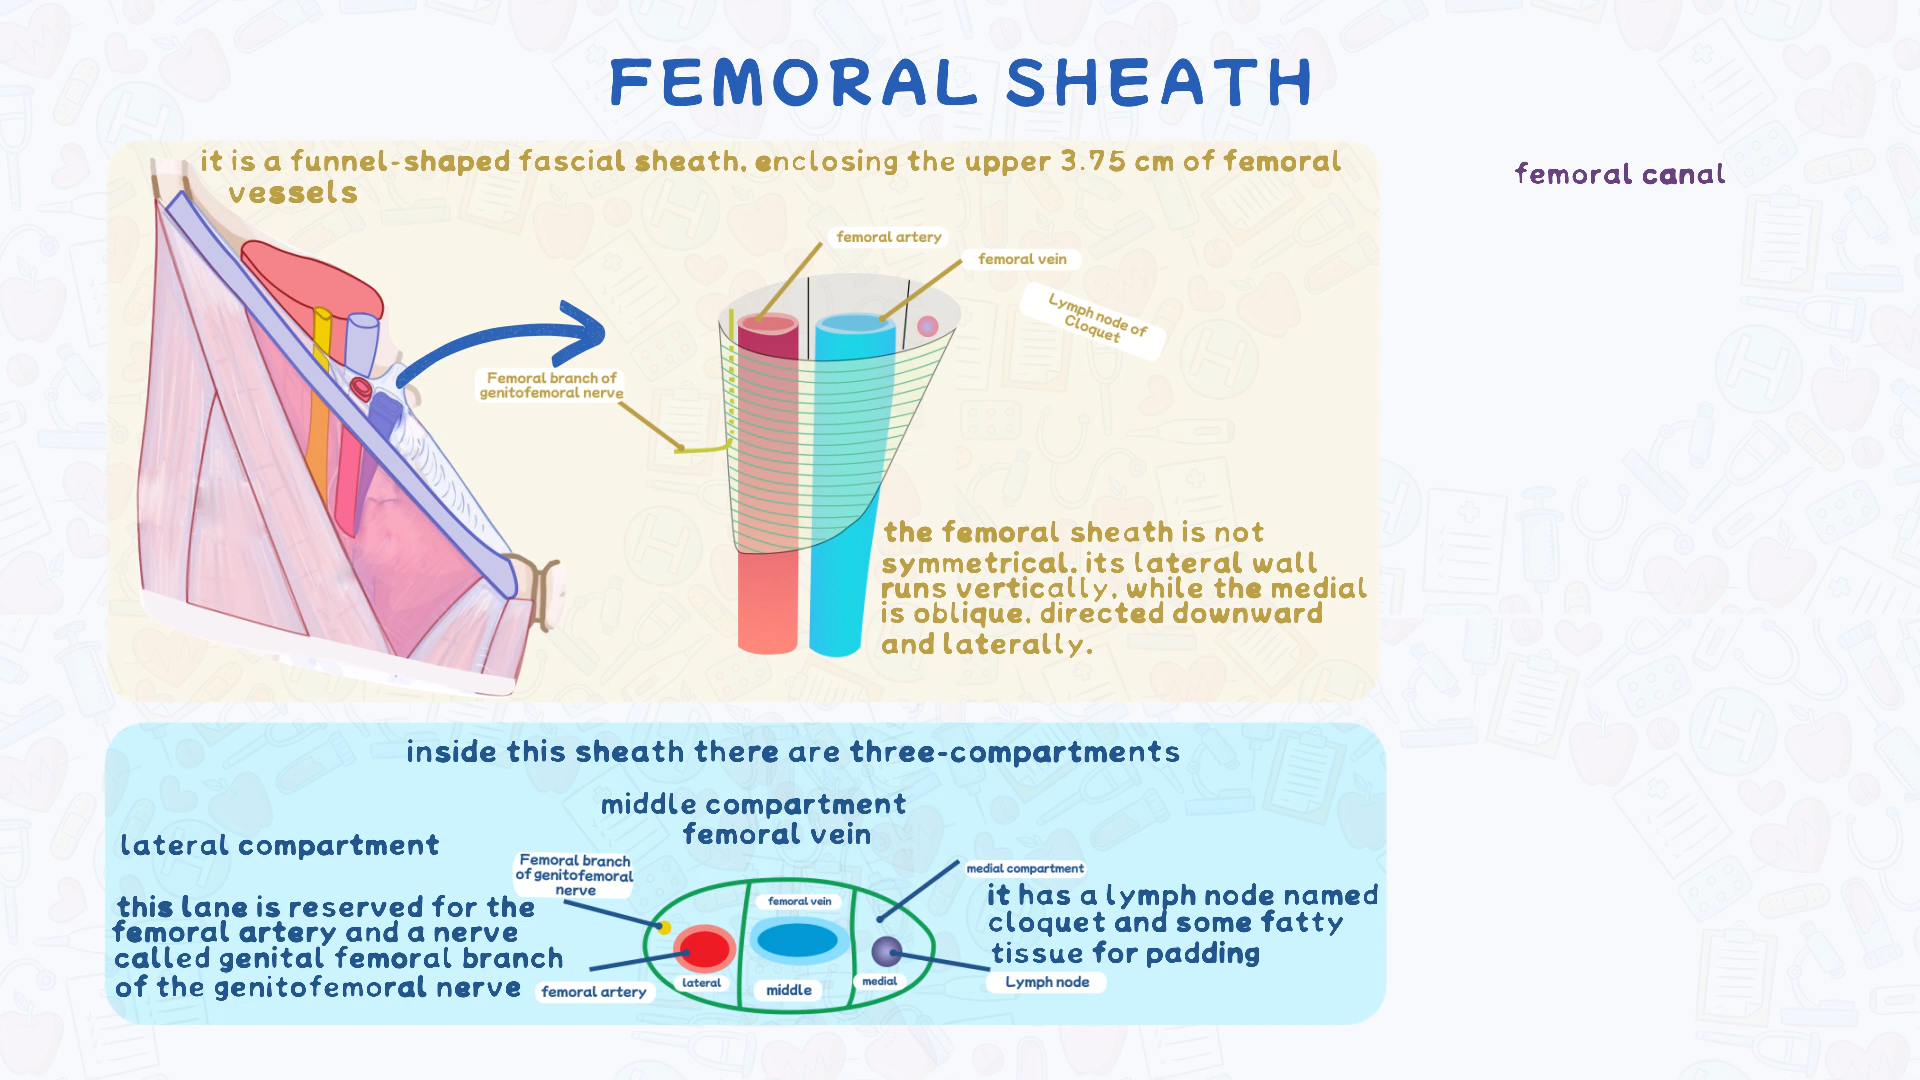 FEMORAL SHEATH
it is a funnel-shaped fascial sheath, enclosing the upper 3.75 cm of femoral
vessels
femoral canal
femoral artery
femoral vein
Lymph node of
Cloquet
Femoral branch of
genitofemoral nerve
the femoral sheath is not
symmetrical. its lateral wall
runs vertically, while the medial
is oblique, directed downward
and laterally.
inside this sheath there are three-compartments
middle compartment
femoral vein
lateral compartment
this lane is reserved for the
femoral artery and a nerve
called genital femoral branch
of the genitofemoral nerve
Femoral branch
of genitofemoral
nerve
femoral artery
femoral vein
lateral
middle
medial
medial compartment
it has a lymph node named
cloquet and some fatty
tissue for padding
Lymph node